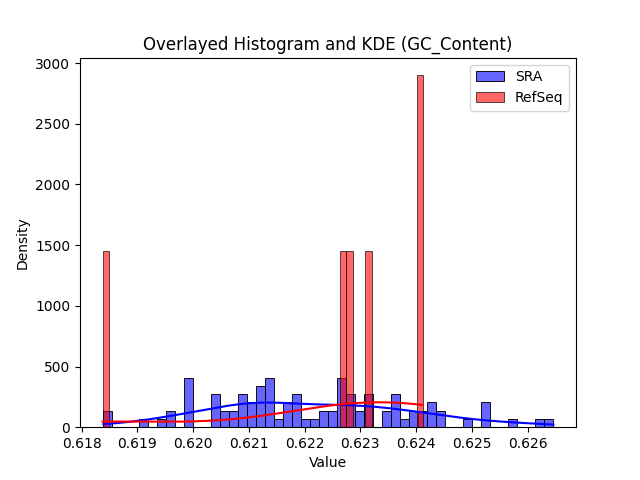 Overlayed Histogram and KDE (GC_Content)
SRA
RefSeq
Density
3000
2500
2000
1500
1000
500
0
0.618 0.619 0.620 0.621 0.622 0.623 0.624 0.625 0.626
Value